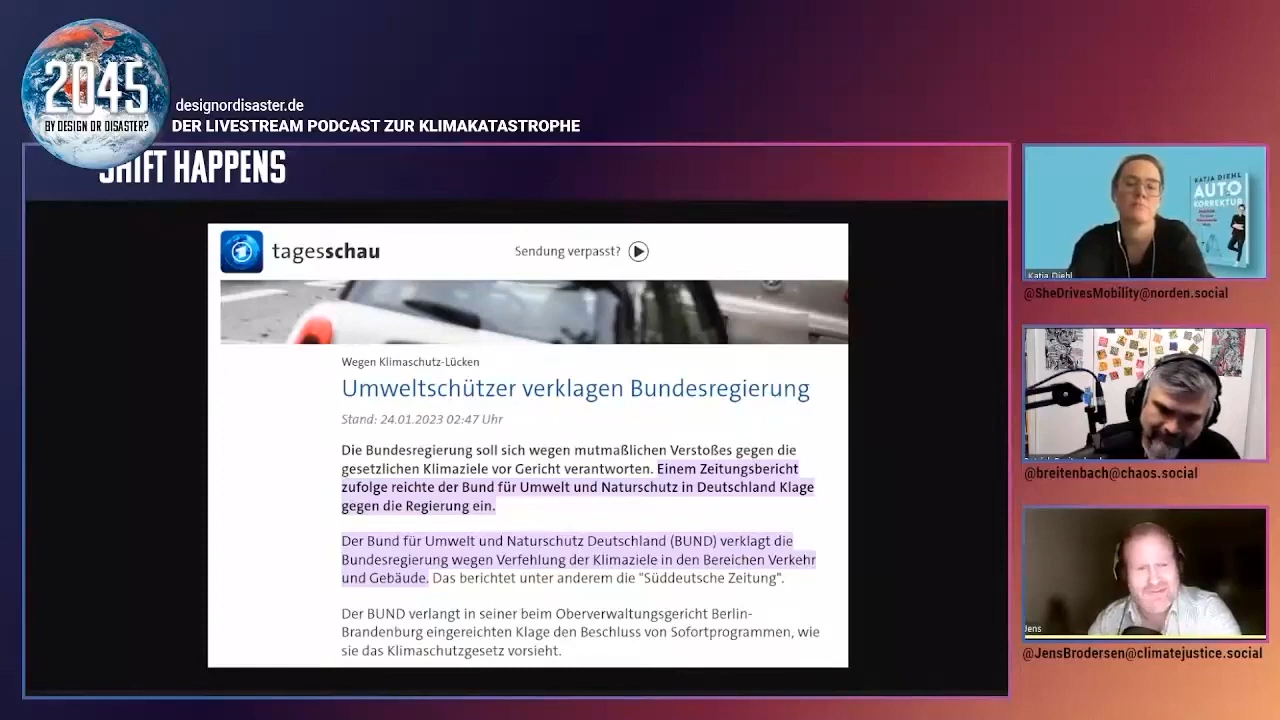 2045
BY DESIGN OR DISASTER?
designordisaster.de
DER LIVESTREAM PODCAST ZUR KLIMAKATASTROPHE
SHIFT HAPPENS
tagesschau
Sendung verpasst?
Wegen Klimaschutz-Lücken
Umweltschützer verklagen Bundesregierung
Stand: 24.01.2023 02:47 Uhr
Die Bundesregierung soll sich wegen mutmaßlichen Verstoßes gegen die
gesetzlichen Klimaziele vor Gericht verantworten. Einem Zeitungsbericht
zufolge reichte der Bund für Umwelt und Naturschutz in Deutschland Klage
gegen die Regierung ein.
Der Bund für Umwelt und Naturschutz Deutschland (BUND) verklagt die
Bundesregierung wegen Verfehlung der Klimaziele in den Bereichen Verkehr
und Gebäude. Das berichtet unter anderem die "Süddeutsche Zeitung".
Der BUND verlangt in seiner beim Oberverwaltungsgericht Berlin-
Brandenburg eingereichten Klage den Beschluss von Sofortprogrammen, wie
sie das Klimaschutzgesetz vorsieht.
KATJA DIEHL
AUTO
KORREKTUR
Katja Diehl
@SheDrivesMobility@norden.social
@breitenbach@chaos.social
Jens
@JensBrodersen@climatejustice.social